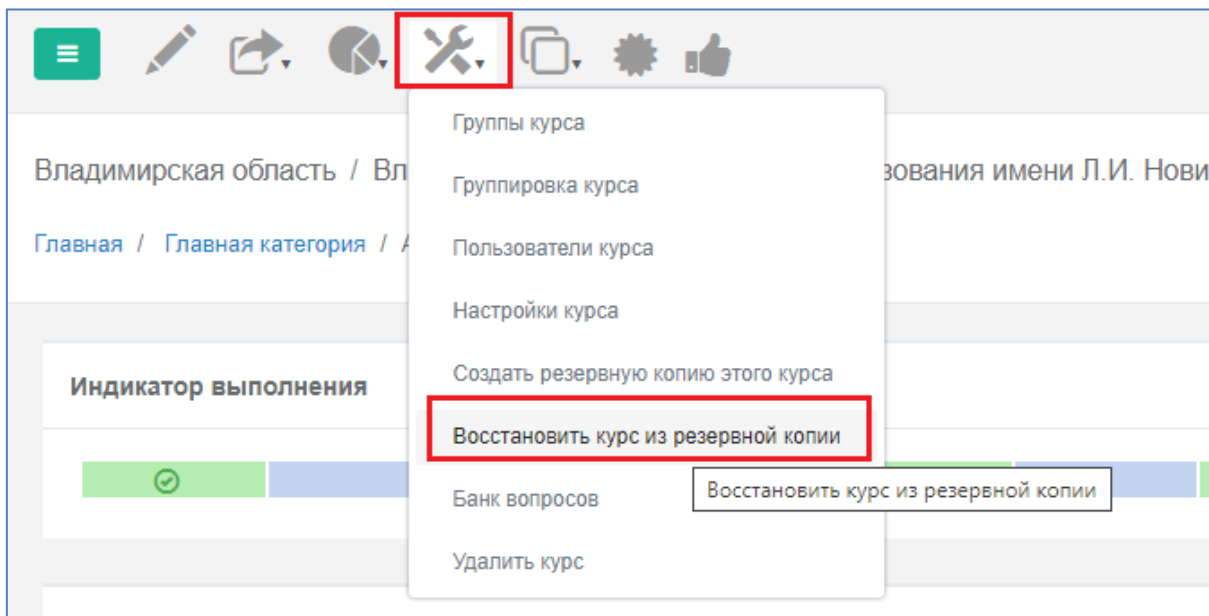 Группы курса
Владимирская область / Вл
зования имени Л.И. Нови
Группировка курса
Главная / Главная категория / А
Пользователи курса
Настройки курса
Индикатор выполнения
Создать резервную копию этого курса
Восстановить курс из резервной копии
Восстановить курс из резервной копии
Банк вопросов
Удалить курс